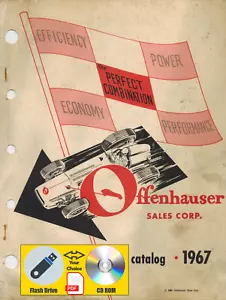 EFFICIENCY
POWER
the
PERFECT
COMBINATION
ECONOMY
PERFORMANCE
Offenhauser
SALES CORP.
catalog • 1967
Your
Choice
PDF
Flash Drive
CD ROM